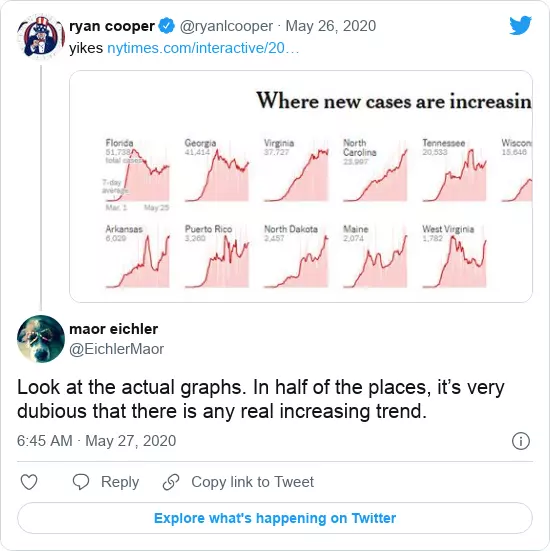 ryan cooper @ryanlcooper · May 26, 2020
yikes nytimes.com/interactive/20…
Where new cases are increasin
Florida
51,738
total cases
7-day
average
Mar. 1 May 25
Georgia
41,414
Virginia
37,727
North
Carolina
23,997
Tennessee
20,533
Wiscon
15,646
Arkansas
6,029
Puerto Rico
3,260
North Dakota
2,457
Maine
2,074
West Virginia
1,782
maor eichler
@EichlerMaor
Look at the actual graphs. In half of the places, it’s very
dubious that there is any real increasing trend.
6:45 AM · May 27, 2020
Reply
Copy link to Tweet
Explore what's happening on Twitter